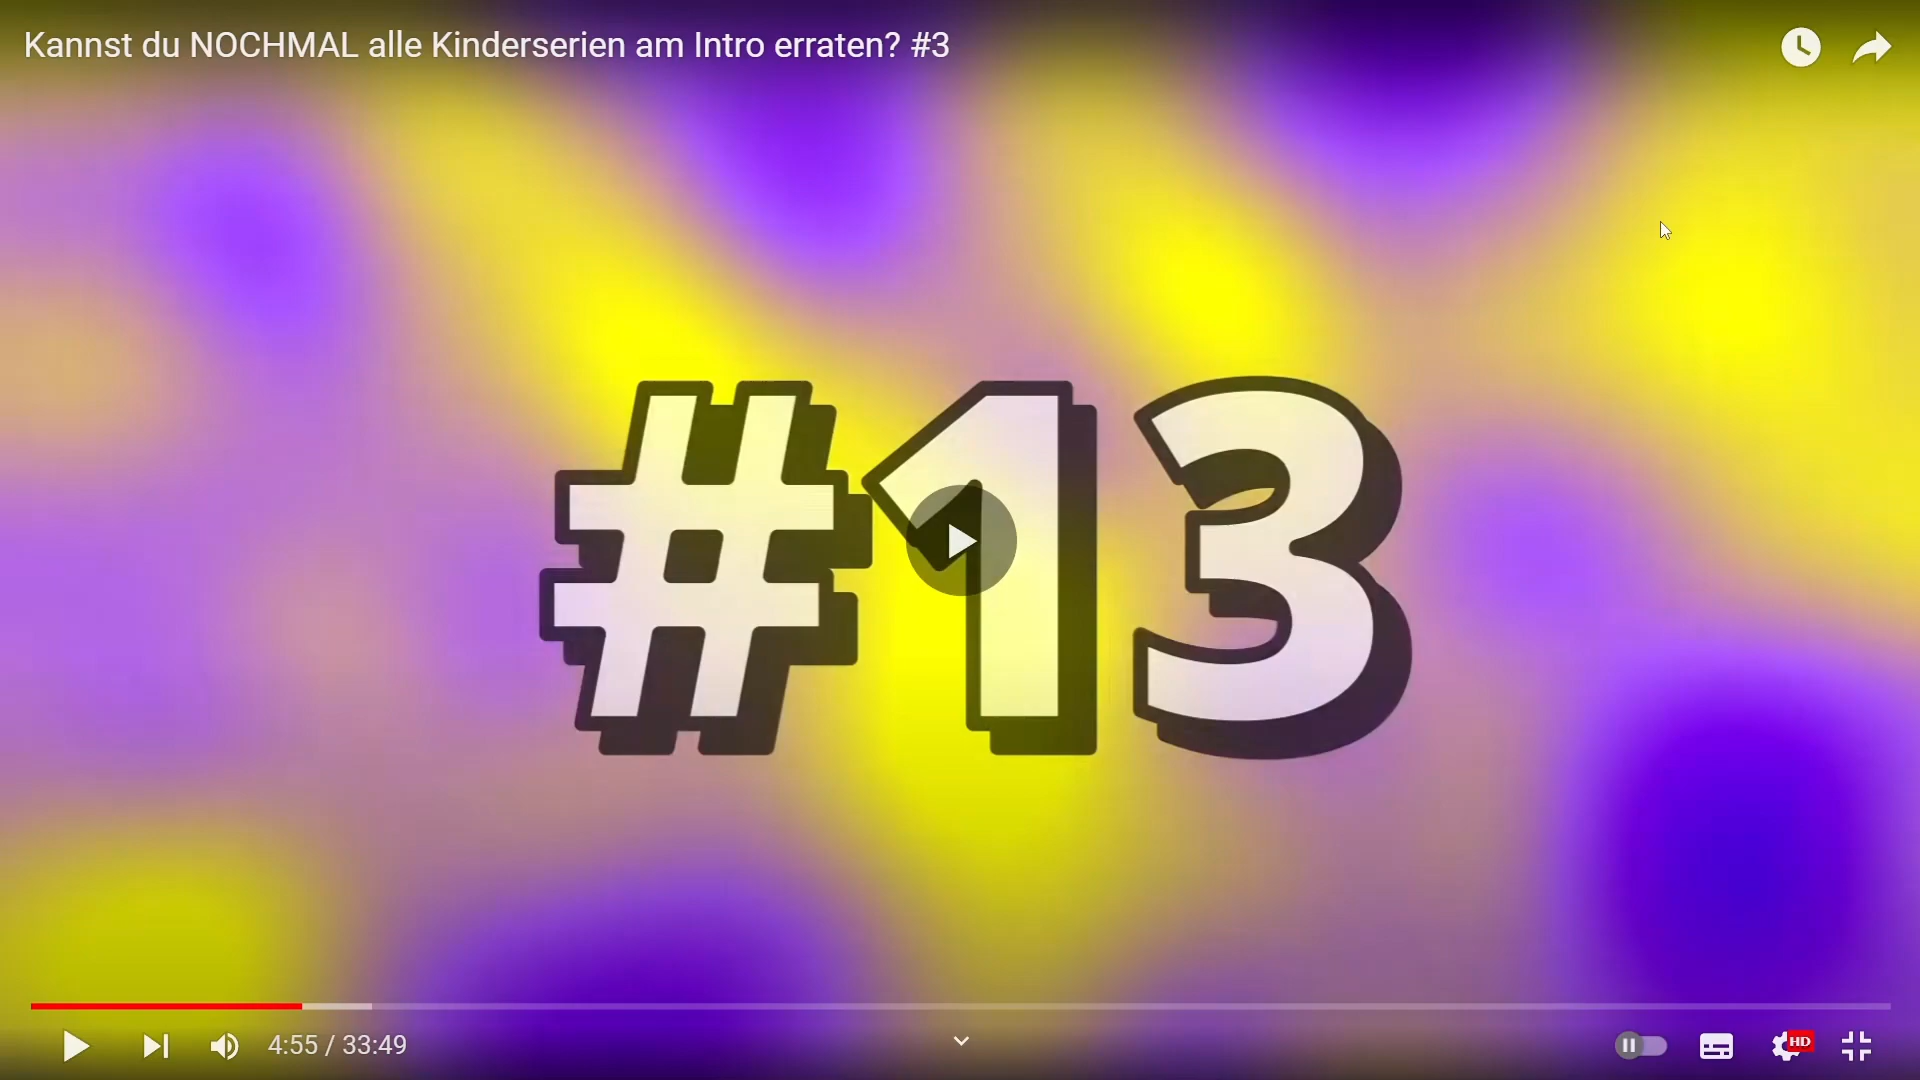 Kannst du NOCHMAL alle Kinderserien am Intro erraten? #3
#13
4:55 / 33:49
HD